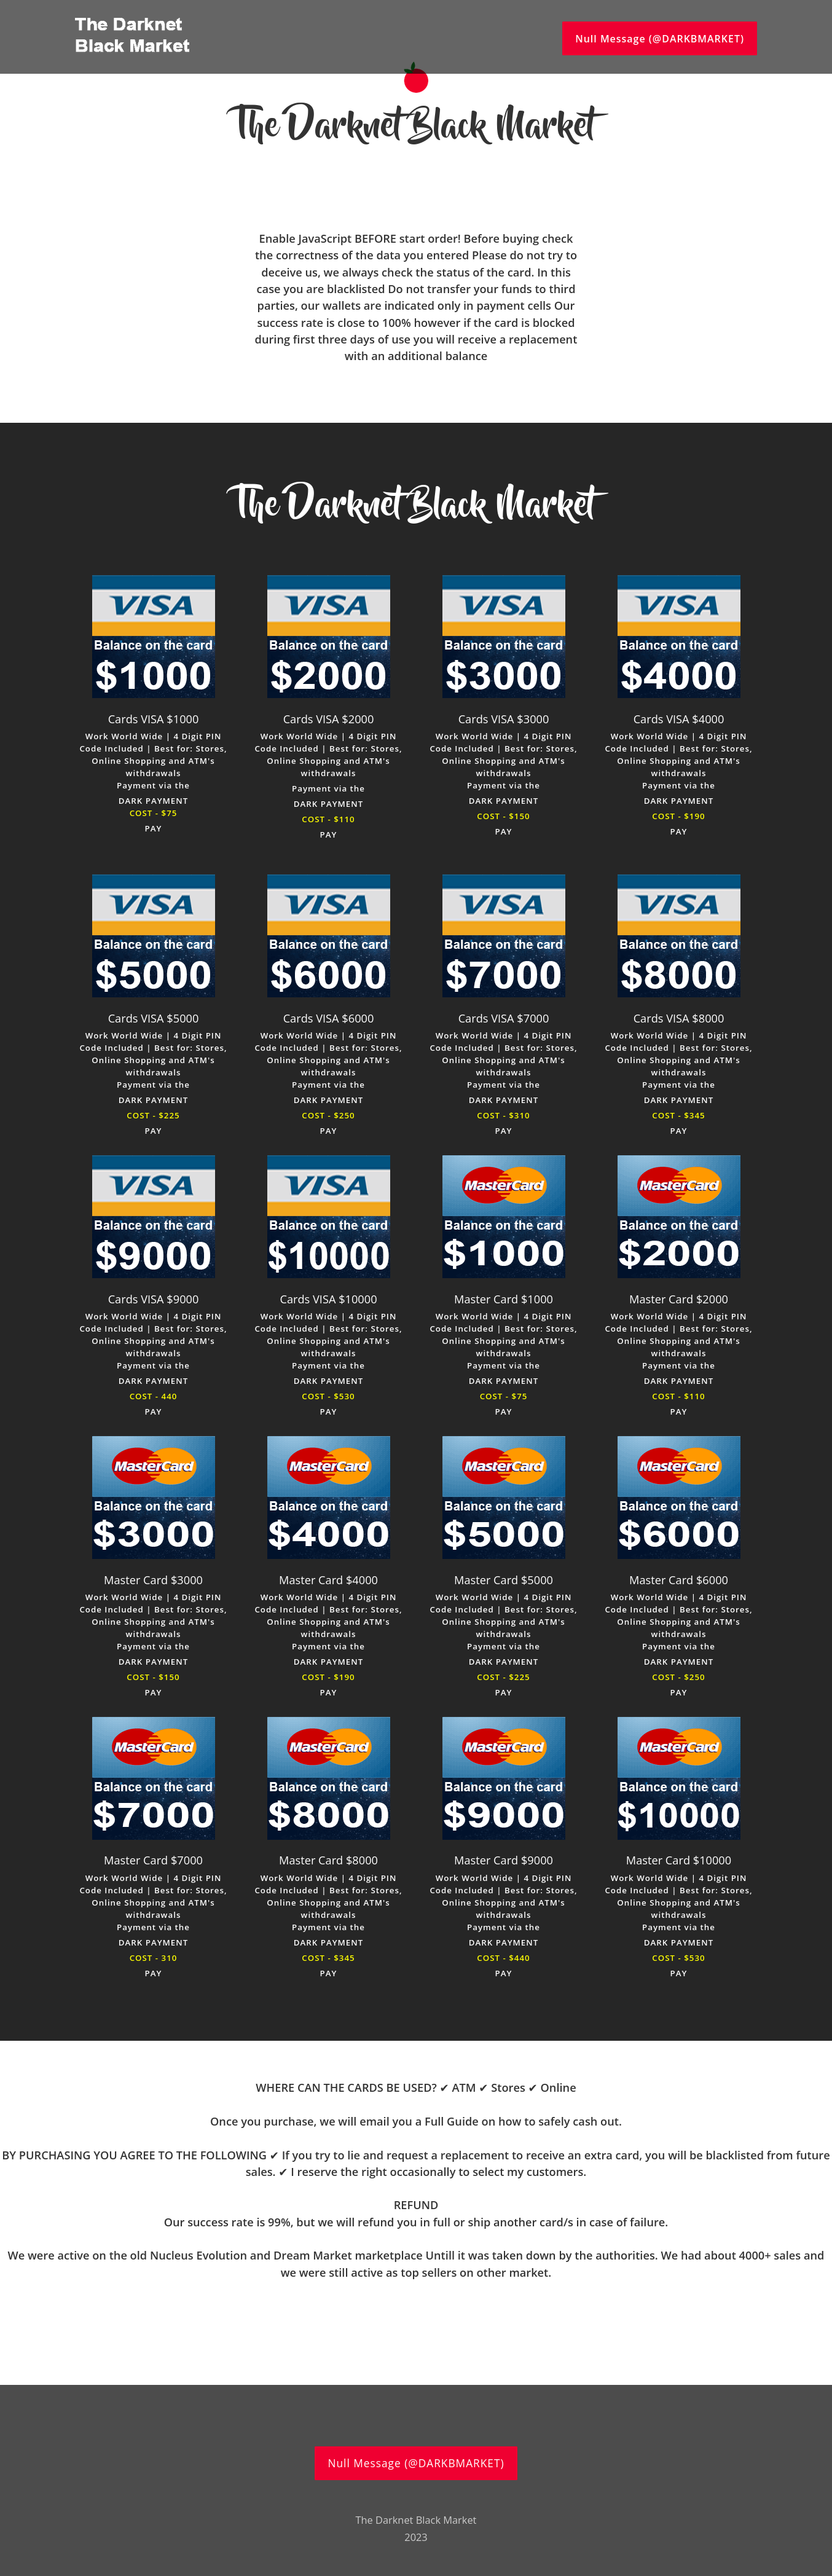 The Darknet
Black Market
Null Message (@DARKBMARKET)
The Darknet Black Market
Enable JavaScript BEFORE start order! Before buying check
the correctness of the data you entered Please do not try to
deceive us, we always check the status of the card. In this
case you are blacklisted Do not transfer your funds to third
parties, our wallets are indicated only in payment cells Our
success rate is close to 100% however if the card is blocked
during first three days of use you will receive a replacement
with an additional balance
The Darknet Black Market
VISA
Balance on the card
$1000
Cards VISA $1000
Work World Wide | 4 Digit PIN
Code Included | Best for: Stores,
Online Shopping and ATM's
withdrawals
Payment via the
DARK PAYMENT
COST - $75
PAY
VISA
Balance on the card
$2000
Cards VISA $2000
Work World Wide | 4 Digit PIN
Code Included | Best for: Stores,
Online Shopping and ATM's
withdrawals
Payment via the
DARK PAYMENT
COST - $110
PAY
VISA
Balance on the card
$3000
Cards VISA $3000
Work World Wide | 4 Digit PIN
Code Included | Best for: Stores,
Online Shopping and ATM's
withdrawals
Payment via the
DARK PAYMENT
COST - $150
PAY
VISA
Balance on the card
$4000
Cards VISA $4000
Work World Wide | 4 Digit PIN
Code Included | Best for: Stores,
Online Shopping and ATM's
withdrawals
Payment via the
DARK PAYMENT
COST - $190
PAY
VISA
Balance on the card
$5000
Cards VISA $5000
Work World Wide | 4 Digit PIN
Code Included | Best for: Stores,
Online Shopping and ATM's
withdrawals
Payment via the
DARK PAYMENT
COST - $225
PAY
VISA
Balance on the card
$6000
Cards VISA $6000
Work World Wide | 4 Digit PIN
Code Included | Best for: Stores,
Online Shopping and ATM's
withdrawals
Payment via the
DARK PAYMENT
COST - $250
PAY
VISA
Balance on the card
$7000
Cards VISA $7000
Work World Wide | 4 Digit PIN
Code Included | Best for: Stores,
Online Shopping and ATM's
withdrawals
Payment via the
DARK PAYMENT
COST - $310
PAY
VISA
Balance on the card
$8000
Cards VISA $8000
Work World Wide | 4 Digit PIN
Code Included | Best for: Stores,
Online Shopping and ATM's
withdrawals
Payment via the
DARK PAYMENT
COST - $345
PAY
VISA
Balance on the card
$9000
Cards VISA $9000
Work World Wide | 4 Digit PIN
Code Included | Best for: Stores,
Online Shopping and ATM's
withdrawals
Payment via the
DARK PAYMENT
COST - 440
PAY
VISA
Balance on the card
$10000
Cards VISA $10000
Work World Wide | 4 Digit PIN
Code Included | Best for: Stores,
Online Shopping and ATM's
withdrawals
Payment via the
DARK PAYMENT
COST - $530
PAY
MasterCard
Balance on the card
$1000
Master Card $1000
Work World Wide | 4 Digit PIN
Code Included | Best for: Stores,
Online Shopping and ATM's
withdrawals
Payment via the
DARK PAYMENT
COST - $75
PAY
MasterCard
Balance on the card
$2000
Master Card $2000
Work World Wide | 4 Digit PIN
Code Included | Best for: Stores,
Online Shopping and ATM's
withdrawals
Payment via the
DARK PAYMENT
COST - $110
PAY
MasterCard
Balance on the card
$3000
Master Card $3000
Work World Wide | 4 Digit PIN
Code Included | Best for: Stores,
Online Shopping and ATM's
withdrawals
Payment via the
DARK PAYMENT
COST - $150
PAY
MasterCard
Balance on the card
$4000
Master Card $4000
Work World Wide | 4 Digit PIN
Code Included | Best for: Stores,
Online Shopping and ATM's
withdrawals
Payment via the
DARK PAYMENT
COST - $190
PAY
MasterCard
Balance on the card
$5000
Master Card $5000
Work World Wide | 4 Digit PIN
Code Included | Best for: Stores,
Online Shopping and ATM's
withdrawals
Payment via the
DARK PAYMENT
COST - $225
PAY
MasterCard
Balance on the card
$6000
Master Card $6000
Work World Wide | 4 Digit PIN
Code Included | Best for: Stores,
Online Shopping and ATM's
withdrawals
Payment via the
DARK PAYMENT
COST - $250
PAY
MasterCard
Balance on the card
$7000
Master Card $7000
Work World Wide | 4 Digit PIN
Code Included | Best for: Stores,
Online Shopping and ATM's
withdrawals
Payment via the
DARK PAYMENT
COST - 310
PAY
MasterCard
Balance on the card
$8000
Master Card $8000
Work World Wide | 4 Digit PIN
Code Included | Best for: Stores,
Online Shopping and ATM's
withdrawals
Payment via the
DARK PAYMENT
COST - $345
PAY
MasterCard
Balance on the card
$9000
Master Card $9000
Work World Wide | 4 Digit PIN
Code Included | Best for: Stores,
Online Shopping and ATM's
withdrawals
Payment via the
DARK PAYMENT
COST - $440
PAY
MasterCard
Balance on the card
$10000
Master Card $10000
Work World Wide | 4 Digit PIN
Code Included | Best for: Stores,
Online Shopping and ATM's
withdrawals
Payment via the
DARK PAYMENT
COST - $530
PAY
WHERE CAN THE CARDS BE USED? ✔ ATM ✔ Stores ✔ Online
Once you purchase, we will email you a Full Guide on how to safely cash out.
BY PURCHASING YOU AGREE TO THE FOLLOWING ✔ If you try to lie and request a replacement to receive an extra card, you will be blacklisted from future
sales. ✔ I reserve the right occasionally to select my customers.
REFUND
Our success rate is 99%, but we will refund you in full or ship another card/s in case of failure.
We were active on the old Nucleus Evolution and Dream Market marketplace Untill it was taken down by the authorities. We had about 4000+ sales and
we were still active as top sellers on other market.
Null Message (@DARKBMARKET)
The Darknet Black Market
2023